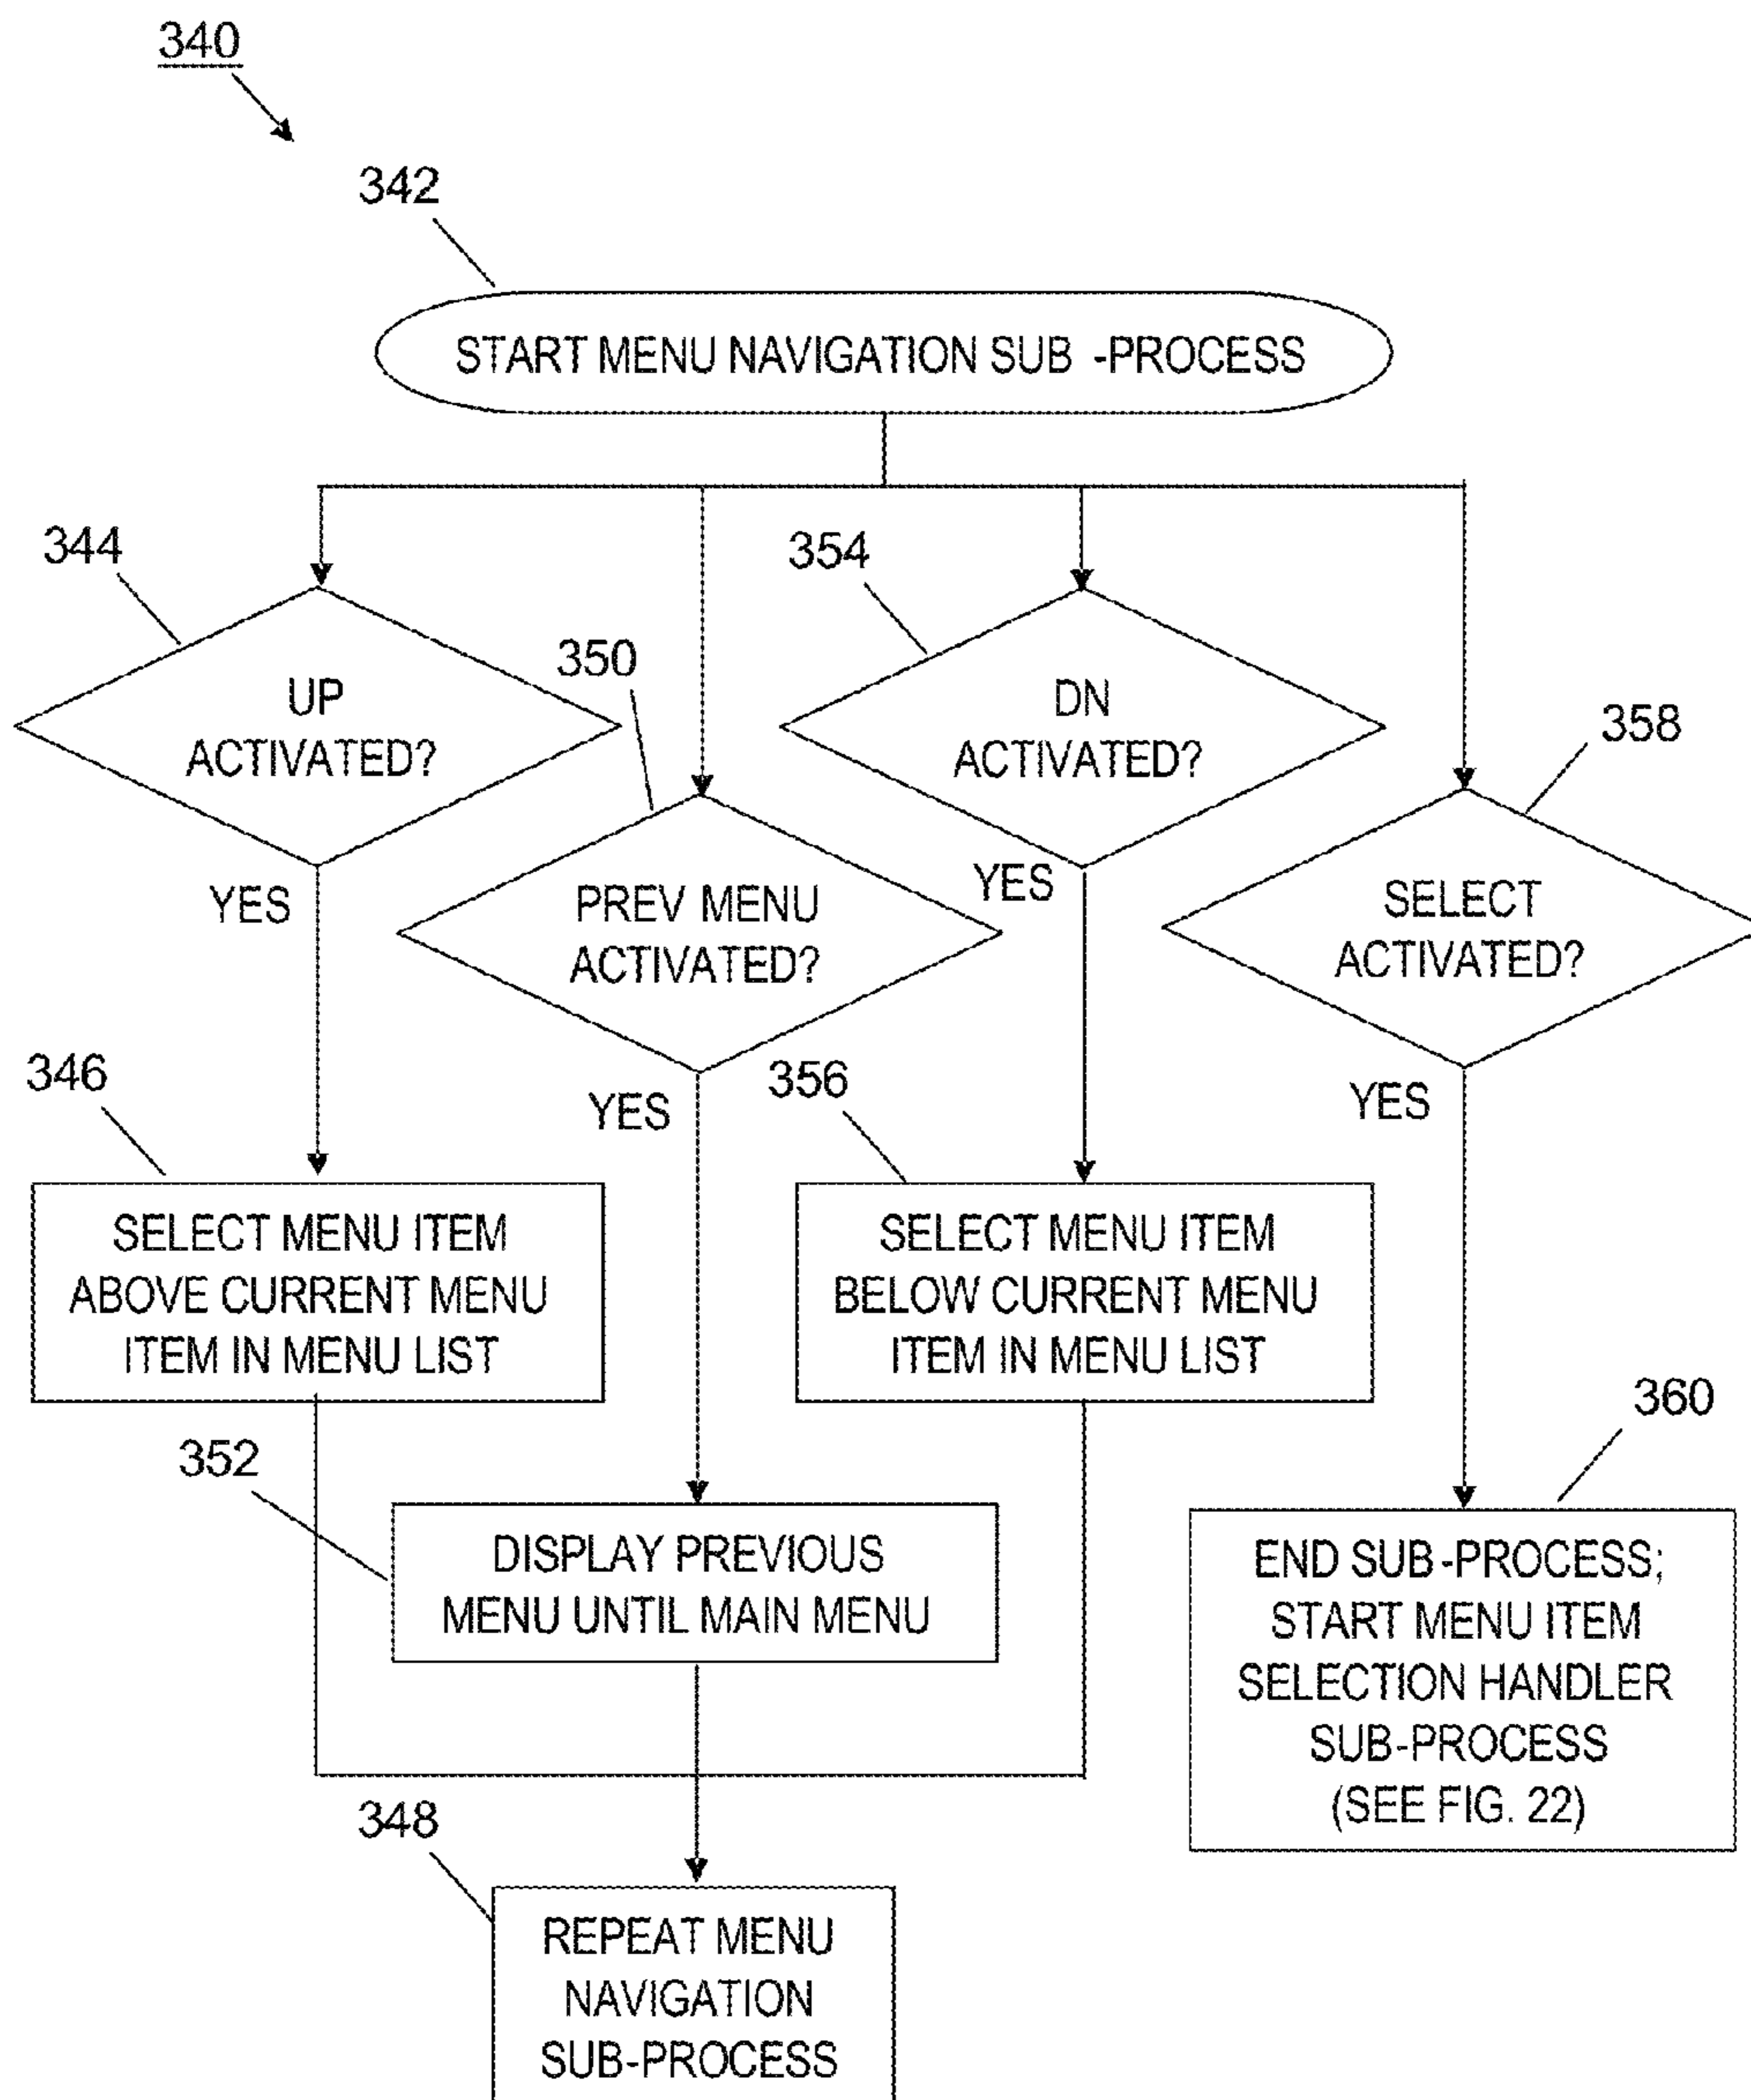 340
342
START MENU NAVIGATION SUB -PROCESS
344
UP
ACTIVATED?
YES
350
PREV MENU
ACTIVATED?
YES
354
DN
ACTIVATED?
YES
358
SELECT
ACTIVATED?
YES
346
SELECT MENU ITEM
ABOVE CURRENT MENU
ITEM IN MENU LIST
356
SELECT MENU ITEM
BELOW CURRENT MENU
ITEM IN MENU LIST
352
DISPLAY PREVIOUS
MENU UNTIL MAIN MENU
360
END SUB-PROCESS;
START MENU ITEM
SELECTION HANDLER
SUB-PROCESS
(SEE FIG. 22)
348
REPEAT MENU
NAVIGATION
SUB-PROCESS